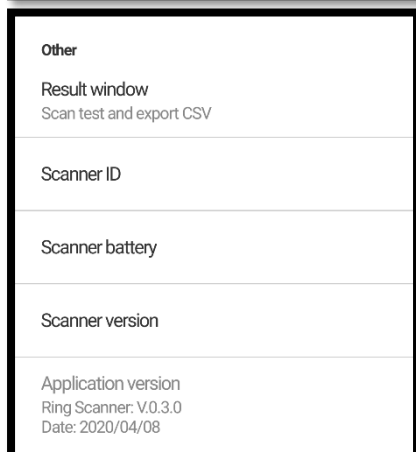 Other
Result window
Scan test and export CSV
Scanner ID
Scanner battery
Scanner version
Application version
Ring Scanner: V.0.3.0
Date: 2020/04/08